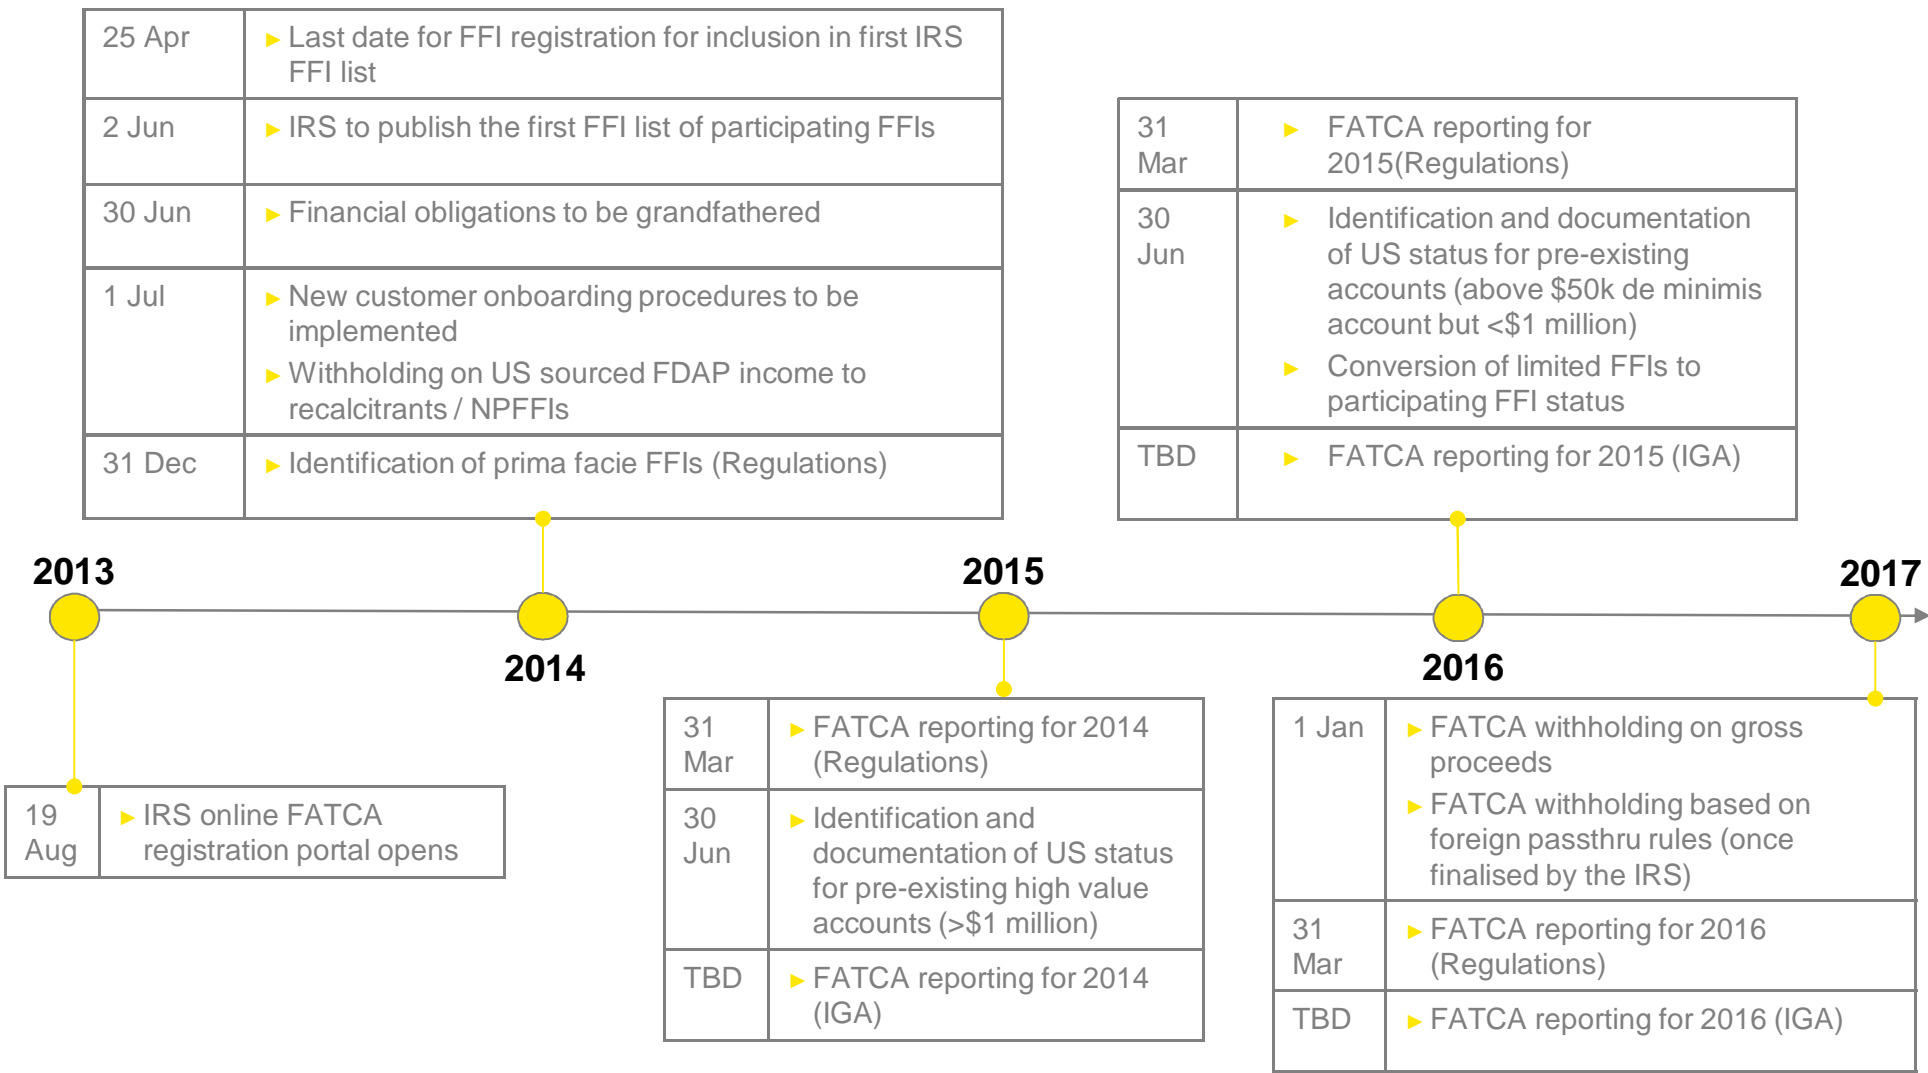 25 Apr
► Last date for FFI registration for inclusion in first IRS
FFI list
2 Jun
► IRS to publish the first FFI list of participating FFIs
30 Jun
► Financial obligations to be grandfathered
1 Jul
► New customer onboarding procedures to be
implemented
► Withholding on US sourced FDAP income to
recalcitrants / NPFFIs
31 Dec
► Identification of prima facie FFIs (Regulations)
31
Mar
► FATCA reporting for
2015(Regulations)
30
Jun
► Identification and documentation
of US status for pre-existing
accounts (above $50k de minimis
account but <$1 million)
► Conversion of limited FFIs to
participating FFI status
TBD
► FATCA reporting for 2015 (IGA)
2013
2014
2015
2016
2017
19
Aug
► IRS online FATCA
registration portal opens
31
Mar
► FATCA reporting for 2014
(Regulations)
30
Jun
► Identification and
documentation of US status
for pre-existing high value
accounts (>$1 million)
TBD
► FATCA reporting for 2014
(IGA)
1 Jan
► FATCA withholding on gross
proceeds
► FATCA withholding based on
foreign passthru rules (once
finalised by the IRS)
31
Mar
► FATCA reporting for 2016
(Regulations)
TBD
► FATCA reporting for 2016 (IGA)